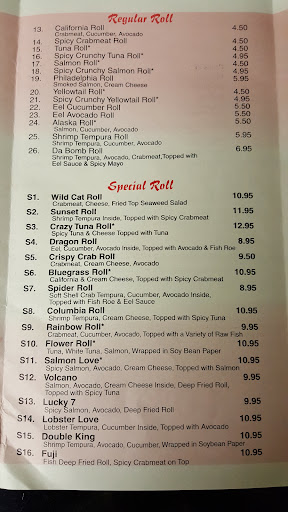 Regular Roll
13. California Roll 4.50
Crabmeat, Cucumber, Avocado
14. Spicy Crabmeat Roll 4.50
15. Tuna Roll* 4.50
16. Spicy Crunchy Tuna Roll* 4.95
17. Salmon Roll* 4.50
18. Spicy Crunchy Salmon Roll* 4.95
19. Philadelphia Roll 5.95
Smoked Salmon, Cream Cheese
20. Yellowtail Roll* 4.50
21. Spicy Crunchy Yellowtail Roll* 4.95
22. Eel Cucumber Roll 5.50
23. Eel Avocado Roll 5.50
24. Alaska Roll* 5.50
Salmon, Cucumber, Avocado
25. Shrimp Tempura Roll 5.95
Shrimp Tempura, Cucumber
26. Da Bomb Roll 6.95
Shrimp Tempura, Avocado, Crabmeat,Topped with
Eel Sauce & Spicy Mayo
Special Roll
S1. Wild Cat Roll 10.95
Crabmeat, Cheese, Fried Top Seaweed Salad
S2. Sunset Roll 11.95
Shrimp Tempura Inside, Topped with Spicy Crabmeat
S3. Crazy Tuna Roll* 12.95
Spicy Tuna & Cheese Topped with Tuna
S4. Dragon Roll 8.95
Eel, Cucumber, Avocado Inside, Topped with Avocado & Fish Roe
S5. Crispy Crab Roll 9.50
Crabmeat, Cream Cheese, Avocado
S6. Bluegrass Roll* 10.95
California & Cream Cheese, Topped with Spicy Crabmeat
S7. Spider Roll 8.95
Soft Shell Crab Tempura, Cucumber, Avocado Inside,
Topped with Fish Roe & Eel Sauce
S8. Columbia Roll 10.95
Shrimp Tempura, Cream Cheese, Topped with Spicy Tuna
S9. Rainbow Roll* 9.95
Crabmeat, Cucumber, Avocado, Topped with a Variety of Raw Fish
S10. Flower Roll* 10.95
Tuna, White Tuna, Salmon, Wrapped in Soy Bean Paper
S11. Salmon Love* 10.95
Spicy Salmon, Avocado, Cream Cheese, Topped with Salmon
S12. Volcano 9.95
Salmon, Avocado, Cream Cheese Inside, Deep Fried Roll,
Topped with Spicy Tuna
S13. Lucky 7 9.95
Spicy Salmon, Avocado, Deep Fried Roll
S14. Lobster Love 10.95
Lobster Tempura, Cucumber Inside, Topped with Avocado
S15. Double King 10.95
Shrimp Tempura, Avocado, Cucumber, Wrapped in Soybean Paper
S16. Fuji 10.95
Fish Deep Fried Roll, Spicy Crabmeat on Top